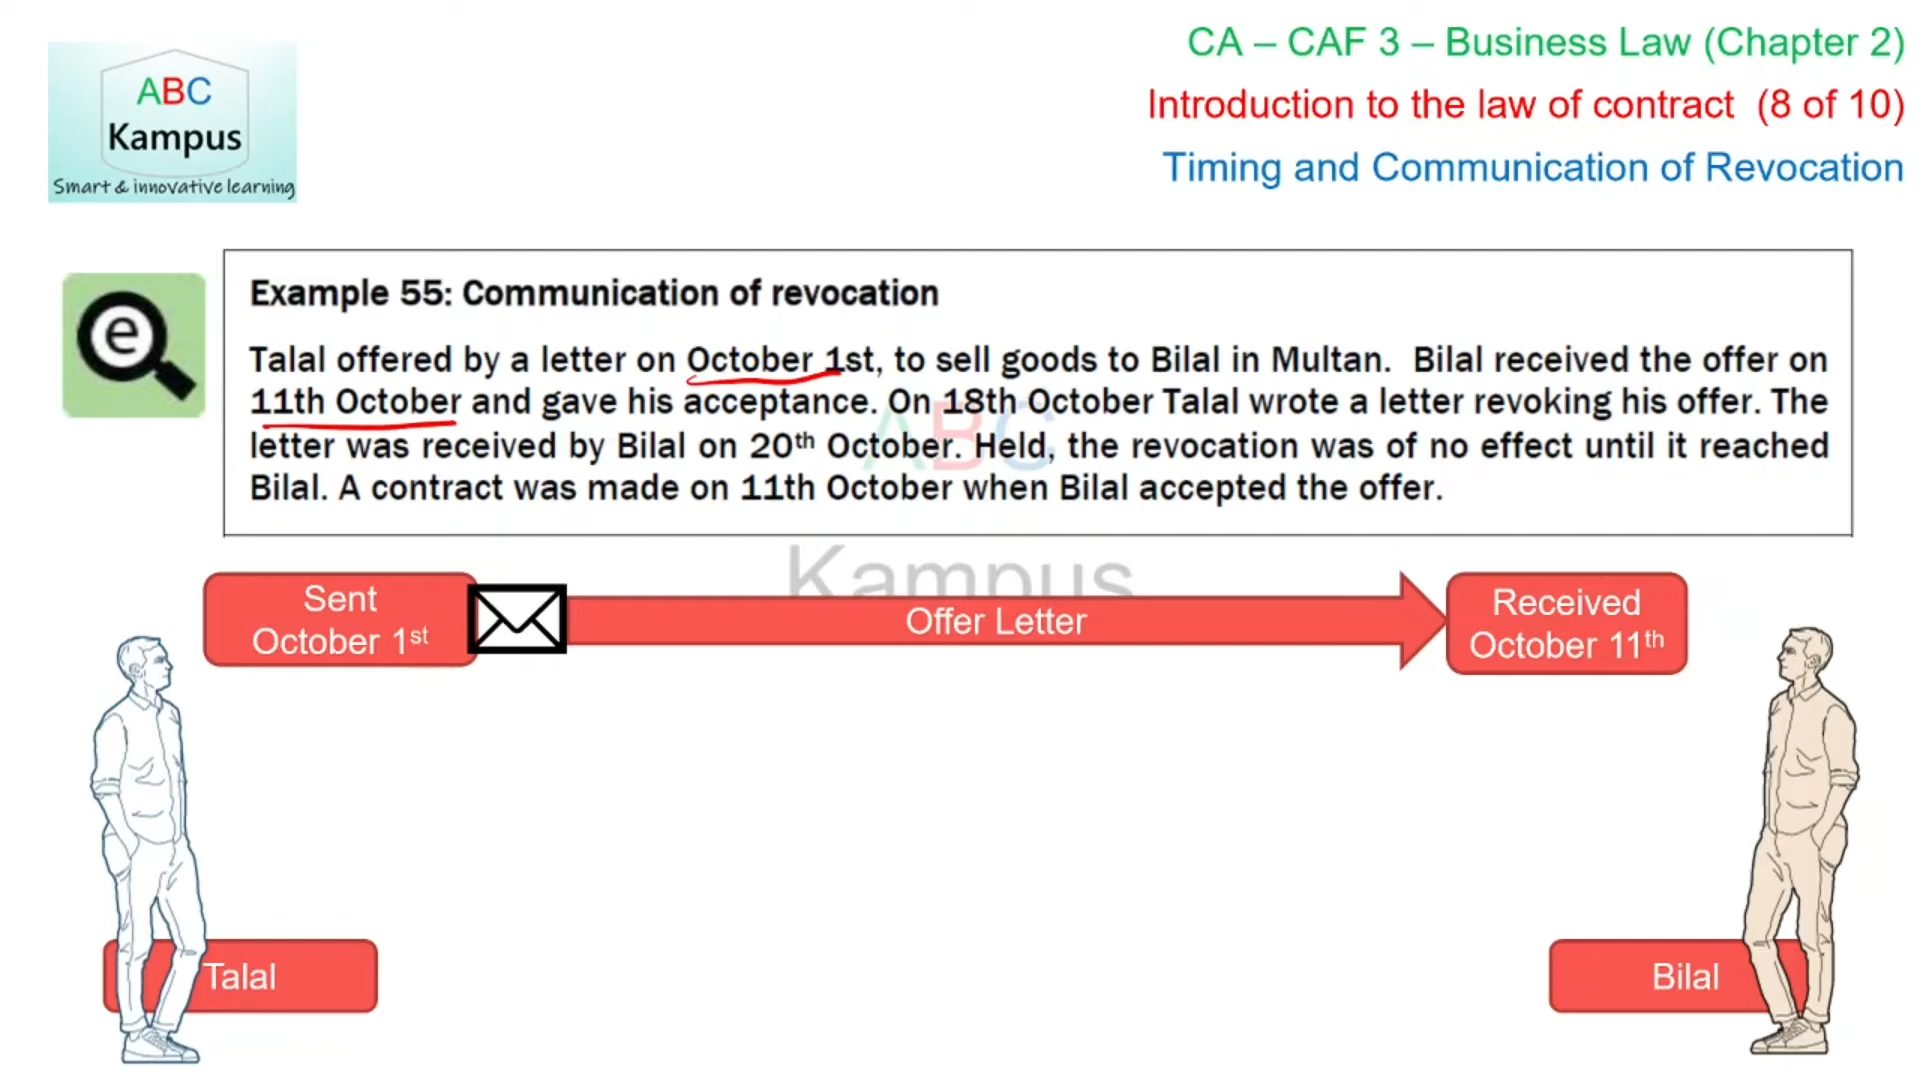 ABC
Kampus
Smart & innovative learning
CA – CAF 3 – Business Law (Chapter 2)
Introduction to the law of contract (8 of 10)
Timing and Communication of Revocation
e
Example 55: Communication of revocation
Talal offered by a letter on October 1st, to sell goods to Bilal in Multan. Bilal received the offer on
11th October and gave his acceptance. On 18th October Talal wrote a letter revoking his offer. The
letter was received by Bilal on 20th October. Held, the revocation was of no effect until it reached
Bilal. A contract was made on 11th October when Bilal accepted the offer.
ABC
Kampus
Sent
October 1st
Offer Letter
Received
October 11th
Talal
Bilal